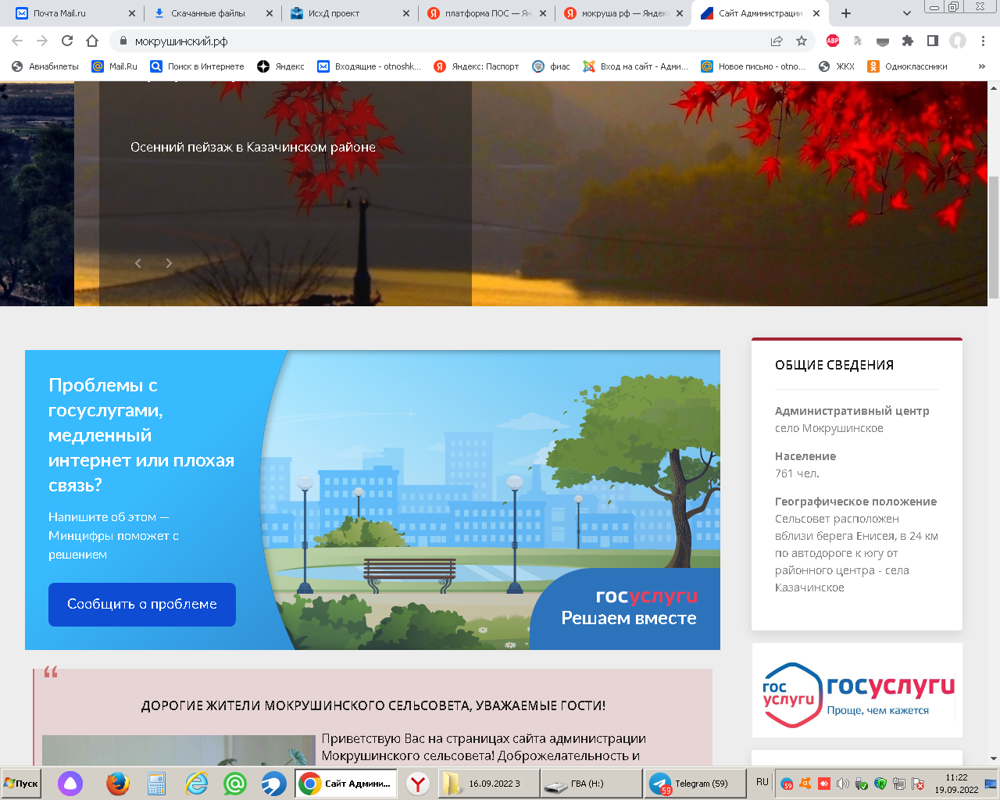 Почта Mail.ru
Скачанные файлы
ИсхД проект
платформа ПОС — Ян
мокруша рф — Яндекс
Сайт Администрации
мокрушинский.рф
ABP
Авиабилеты
Mail.Ru
Поиск в Интернете
Яндекс
Входящие - otnoshk...
Яндекс: Паспорт
фиас
Вход на сайт - Адми...
Новое письмо - otno...
ЖКХ
Одноклассники
»
Осенний пейзаж в Казачинском районе
Проблемы с
госуслугами,
медленный
интернет или плохая
связь?
Напишите об этом —
Минцифры поможет с
решением
Сообщить о проблеме
госуслуги
Решаем вместе
ОБЩИЕ СВЕДЕНИЯ
Административный центр
село Мокрушинское
Население
761 чел.
Географическое положение
Сельсовет расположен
вблизи берега Енисея, в 24 км
по автодороге к югу от
районного центра - села
Казачинское
гос
услуги
госуслуги
Проще, чем кажется
“
ДОРОГИЕ ЖИТЕЛИ МОКРУШИНСКОГО СЕЛЬСОВЕТА, УВАЖАЕМЫЕ ГОСТИ!
Приветствую Вас на страницах сайта администрации
Мокрушинского сельсовета! Доброжелательность и
Пуск
Сайт Админи...
16.09.2022 З
ГВА (H:)
59
Telegram (59)
RU
59
11:22
19.09.2022